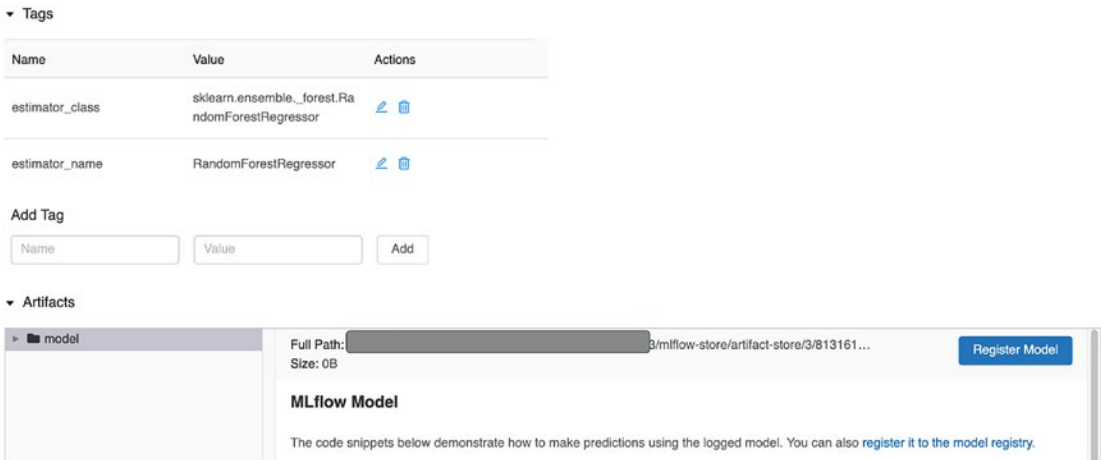 Tags
Name Value Actions
estimator_class sklearn.ensemble._forest.Ra
ndomForestRegressor
estimator_name RandomForestRegressor
Add Tag
Name Value Add
Artifacts
model
Full Path: 3/mlflow-store/artifact-store/3/813161...
Register Model
Size: 0B
MLflow Model
The code snippets below demonstrate how to make predictions using the logged model. You can also register it to the model registry.